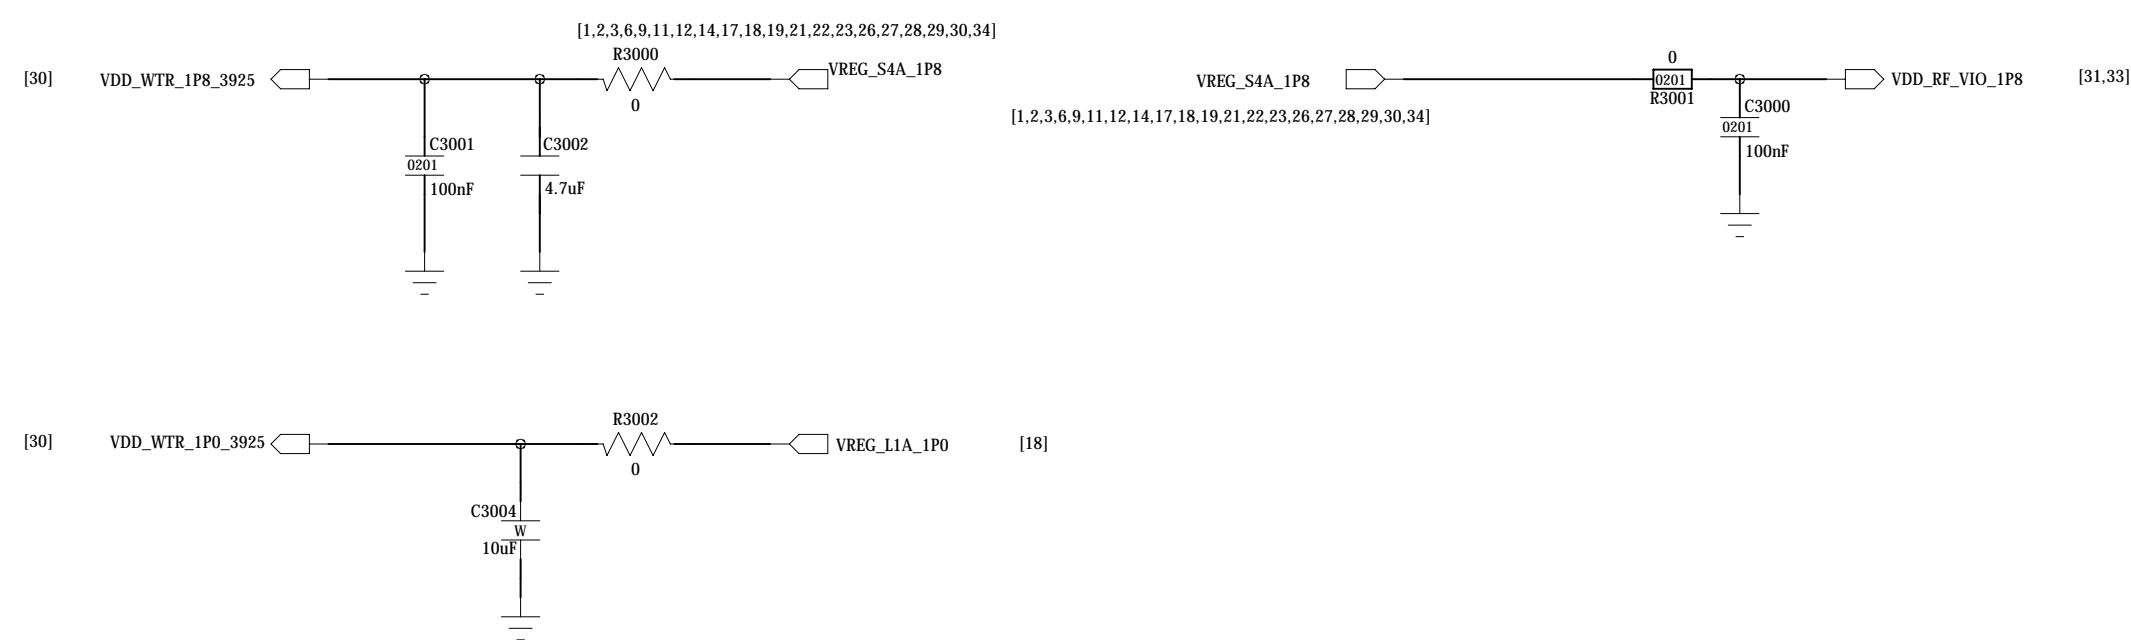 [1,2,3,6,9,11,12,14,17,18,19,21,22,23,26,27,28,29,30,34]
R3000
[30] VDD_WTR_1P8_3925
VREG_S4A_1P8
0
C3001
0201
100nF
C3002
4.7uF
VREG_S4A_1P8
[1,2,3,6,9,11,12,14,17,18,19,21,22,23,26,27,28,29,30,34]
0
0201
R3001
VDD_RF_VIO_1P8 [31,33]
C3000
0201
100nF
R3002
[30] VDD_WTR_1P0_3925
VREG_L1A_1P0 [18]
0
C3004
W
10uF